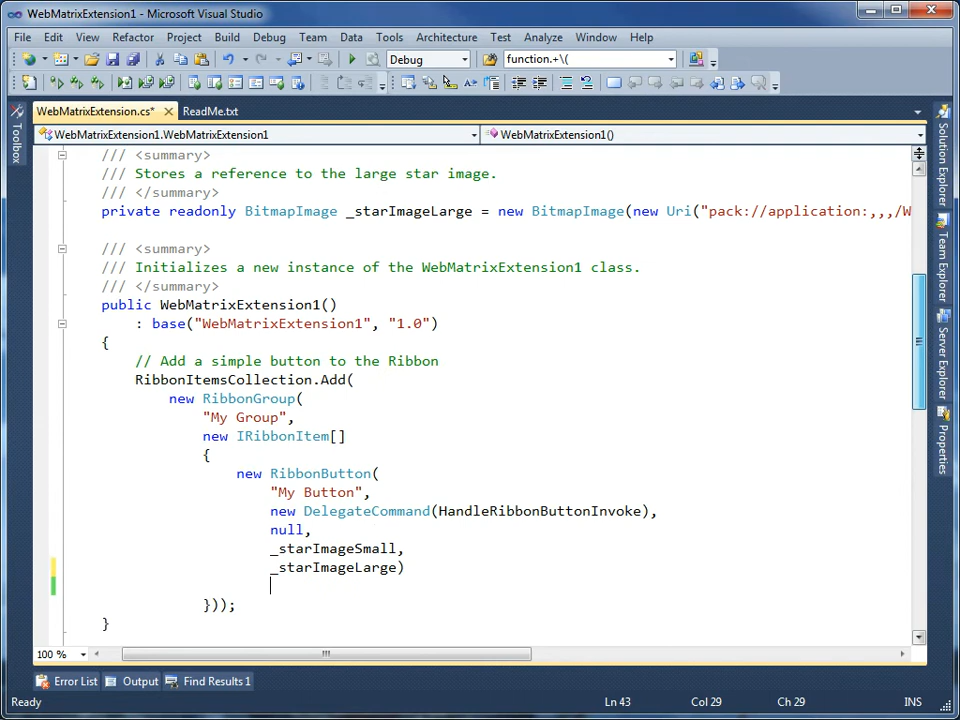 WebMatrixExtension1 - Microsoft Visual Studio
File Edit View Refactor Project Build Debug Team Data Tools Architecture Test Analyze Window Help
Debug function.+\(
WebMatrixExtension1.cs* ReadMe.txt
WebMatrixExtension1.WebMatrixExtension1 WebMatrixExtension1()
/// <summary>
/// Stores a reference to the large star image.
/// </summary>
private readonly BitmapImage _starImageLarge = new BitmapImage(new Uri("pack://application:,,,/W
/// <summary>
/// Initializes a new instance of the WebMatrixExtension1 class.
/// </summary>
public WebMatrixExtension1()
: base("WebMatrixExtension1", "1.0")
{
// Add a simple button to the Ribbon
RibbonItemsCollection.Add(
new RibbonGroup(
"My Group",
new IRibbonItem[]
{
new RibbonButton(
"My Button",
new DelegateCommand(HandleRibbonButtonInvoke),
null,
_starImageSmall,
_starImageLarge)
}));
}
100 %
Error List Output Find Results 1
Ready Ln 43 Col 29 Ch 29 INS
Toolbox
Solution Explorer
Team Explorer
Server Explorer
Properties